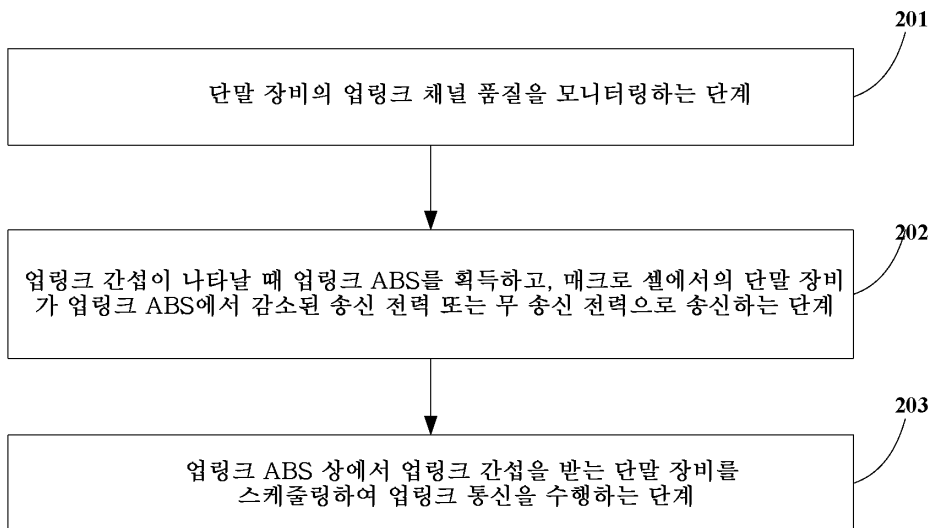 201
단말 장비의 업링크 채널 품질을 모니터링하는 단계
202
업링크 간섭이 나타날 때 업링크 ABS를 획득하고, 매크로 셀에서의 단말 장비
가 업링크 ABS에서 감소된 송신 전력 또는 무 송신 전력으로 송신하는 단계
203
업링크 ABS 상에서 업링크 간섭을 받는 단말 장비를
스케줄링하여 업링크 통신을 수행하는 단계